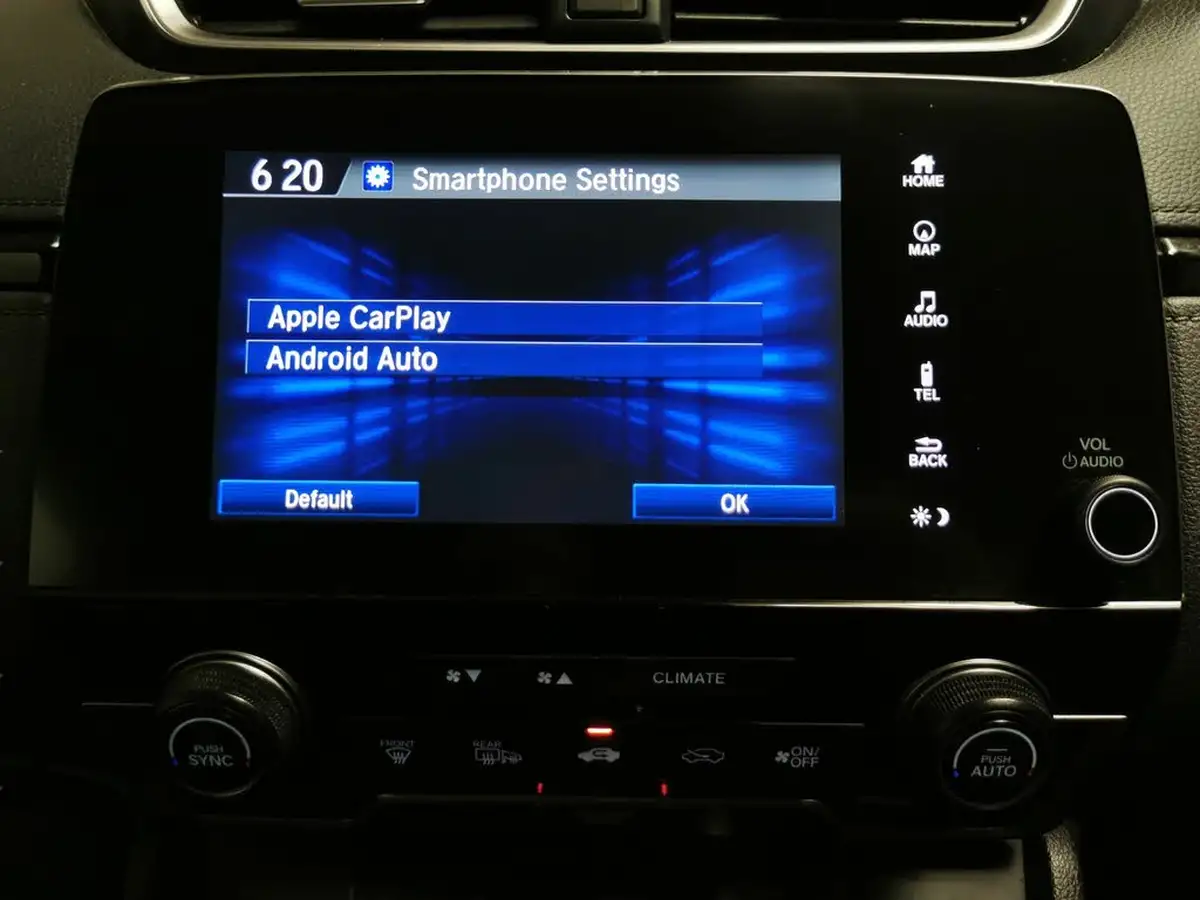 6 20
Smartphone Settings
Apple CarPlay
Android Auto
Default
OK
HOME
MAP
AUDIO
TEL
BACK
VOL
AUDIO
CLIMATE
PUSH
SYNC
FRONT
REAR
ON/
OFF
PUSH
AUTO